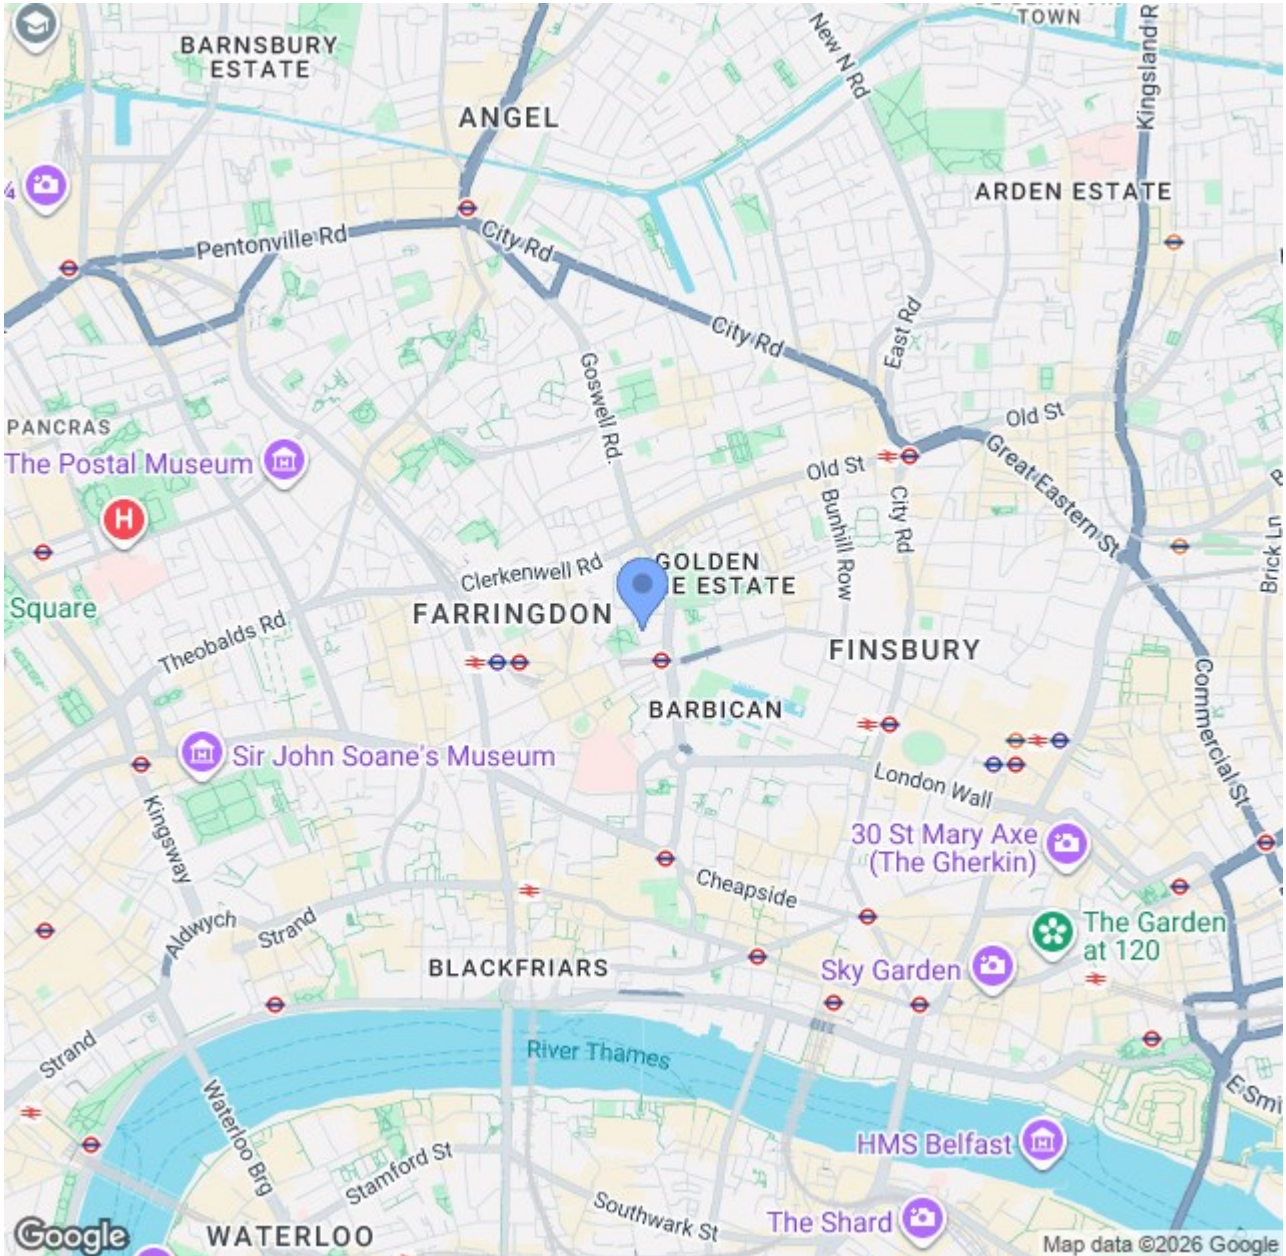 TOWN
BARNSBURY
ESTATE
New N Rd
Kingsland R
ANGEL
ARDEN ESTATE
Pentonville Rd
City Rd
City Rd
East Rd
Goswell Rd.
Old St
PANCRAS
The Postal Museum
Old St
Great Eastern St
H
Bunhill Row
City Rd
Brick Ln
Clerkenwell Rd
GOLDEN
E ESTATE
Square
FARRINGDON
Theobalds Rd
FINSBURY
Commercial St
BARBICAN
Sir John Soane's Museum
London Wall
Kingsway
30 St Mary Axe
(The Gherkin)
Cheapside
Aldwych
Strand
The Garden
at 120
BLACKFRIARS
Sky Garden
Strand
River Thames
E Smi
Waterloo Brg
HMS Belfast
Stamford St
Southwark St
The Shard
WATERLOO
Google
Map data ©2026 Google